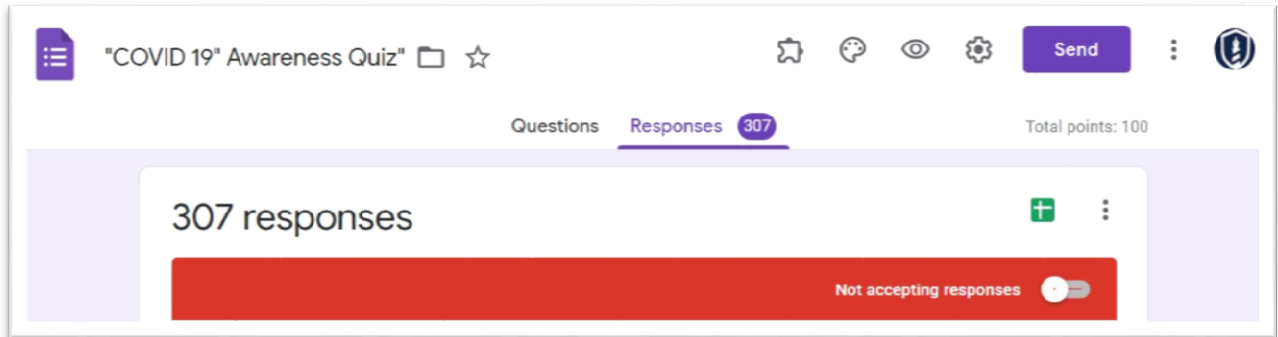 "COVID 19" Awareness Quiz"
Send
Questions Responses 307
Total points: 100
307 responses
Not accepting responses